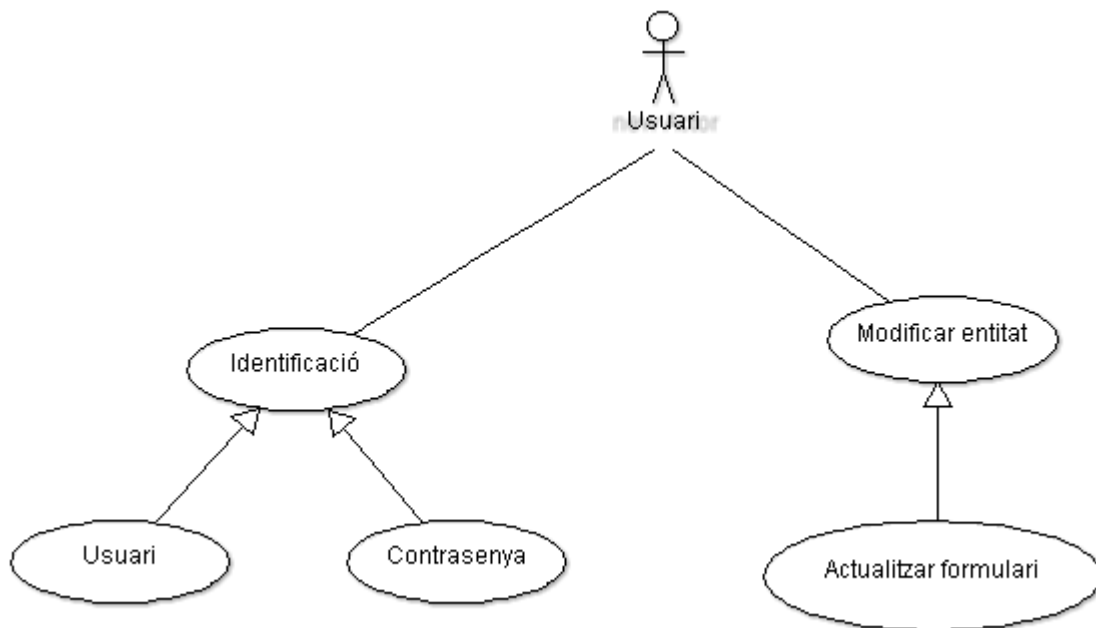 Usuari
Identificació
Modificar entitat
Usuari
Contrasenya
Actualitzar formulari